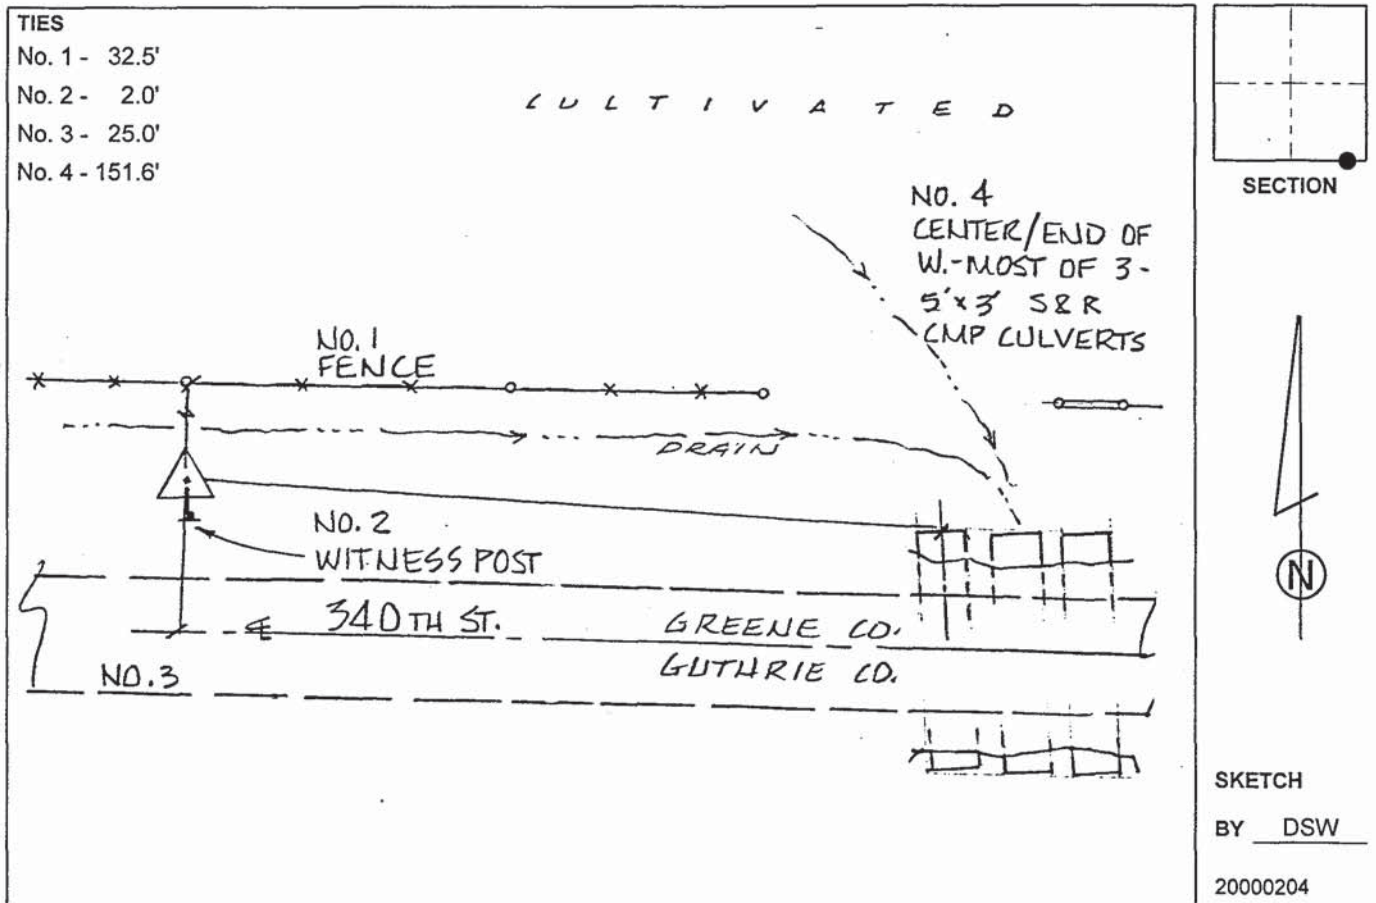 TIES
No. 1 - 32.5'
No. 2 - 2.0'
No. 3 - 25.0'
No. 4 - 151.6'
CULTIVATED
SECTION
NO. 4
CENTER/END OF
W.-MOST OF 3-
5'x3' S&R
CMP CULVERTS
NO. 1
FENCE
DRAIN
NO. 2
WITNESS POST
N
℄ 340TH ST.
GREENE CO.
GUTHRIE CO.
NO. 3
SKETCH
BY DSW
20000204